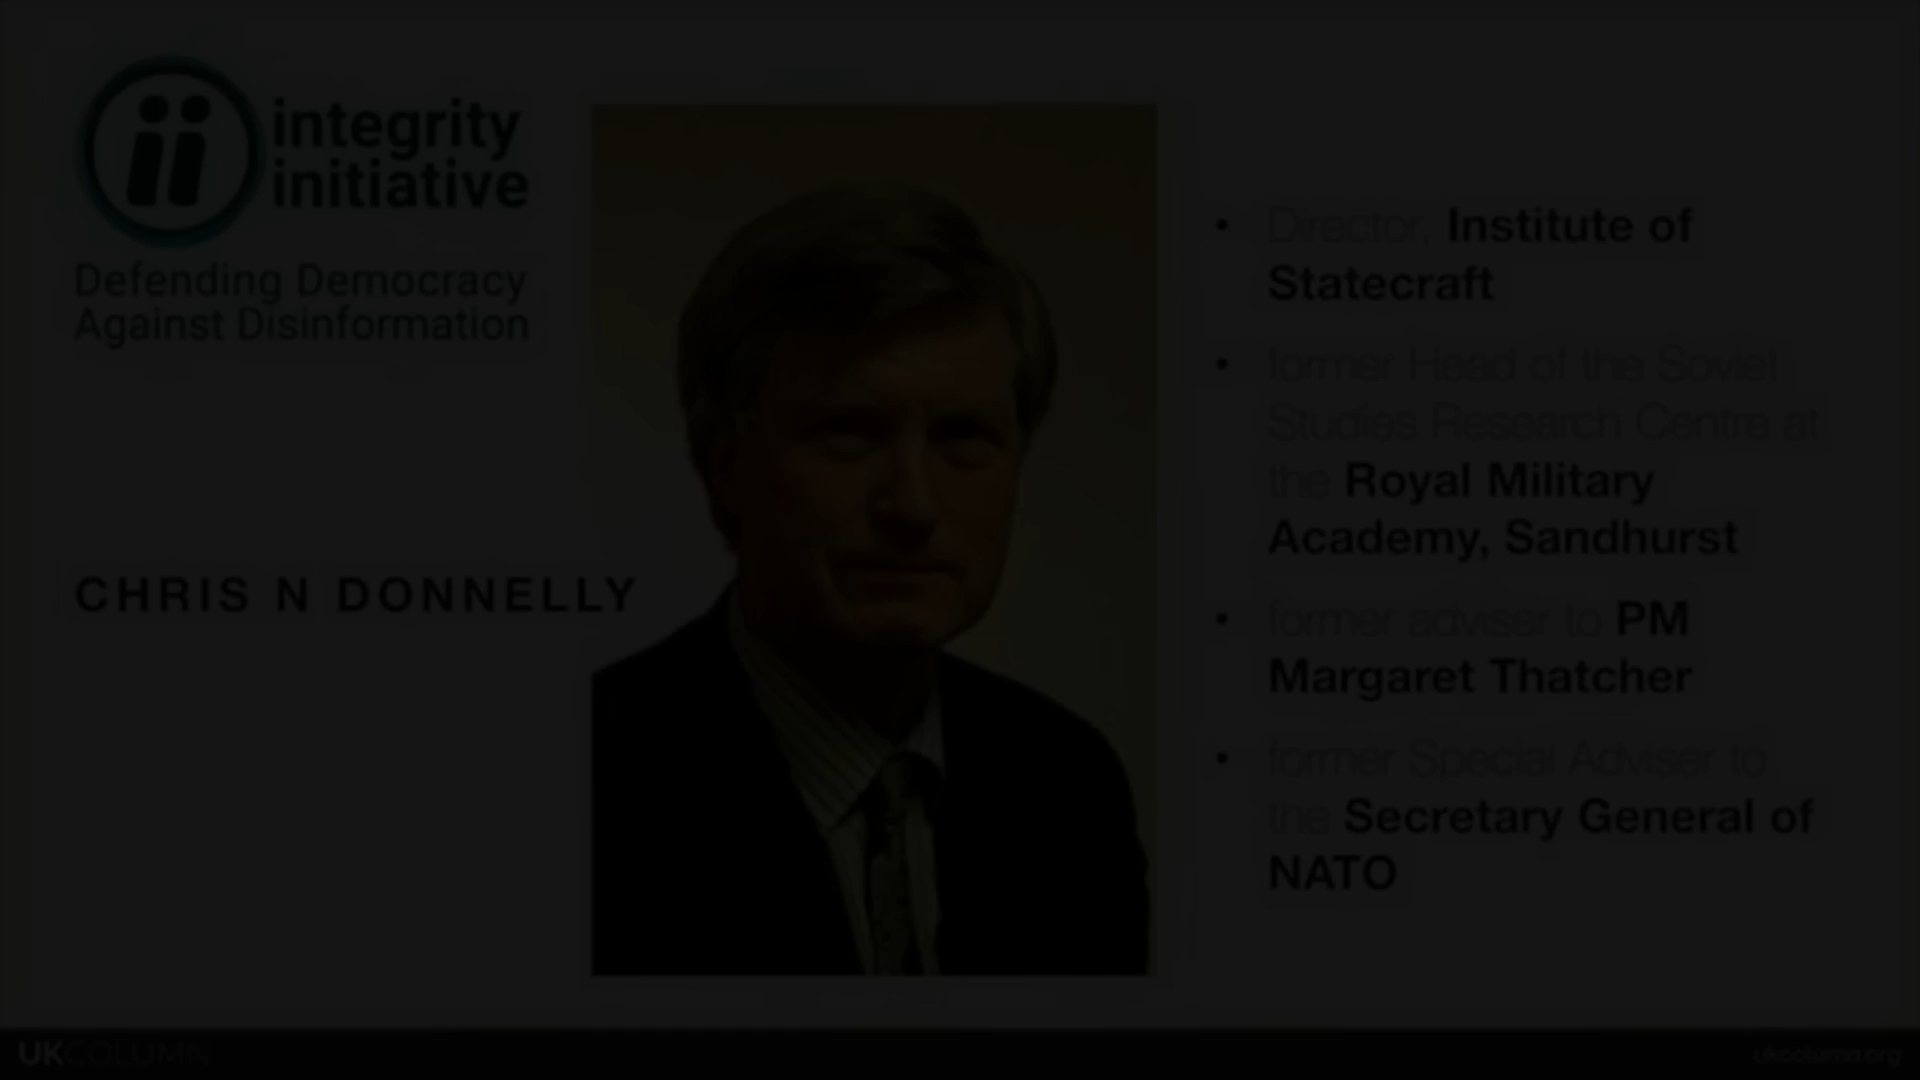 integrity
initiative
Defending Democracy
Against Disinformation
CHRIS N DONNELLY
• Director, Institute of
Statecraft
• former Head of the Soviet
Studies Research Centre at
the Royal Military
Academy, Sandhurst
• former adviser to PM
Margaret Thatcher
• former Special Adviser to
the Secretary General of
NATO
UKCOLUMN
ukcolumn.org